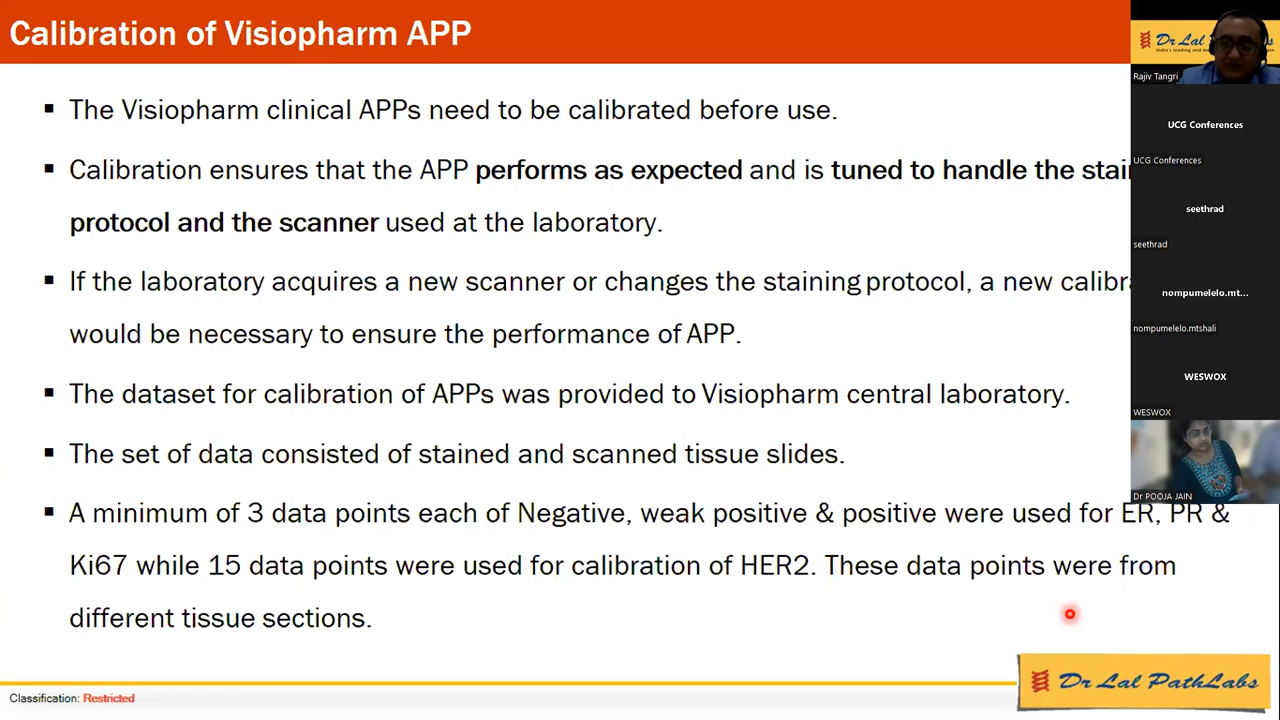 Calibration of Visiopharm APP
▪ The Visiopharm clinical APPs need to be calibrated before use.
▪ Calibration ensures that the APP performs as expected and is tuned to handle the
protocol and the scanner used at the laboratory.
▪ If the laboratory acquires a new scanner or changes the staining protocol, a new
would be necessary to ensure the performance of APP.
▪ The dataset for calibration of APPs was provided to Visiopharm central laboratory.
▪ The set of data consisted of stained and scanned tissue slides.
▪ A minimum of 3 data points each of Negative, weak positive & positive were used for ER, PR &
Ki67 while 15 data points were used for calibration of HER2. These data points were from
different tissue sections.
Classification: Restricted
Dr Lal PathLabs
Dr Lal
Rajiv Tangri
UCG Conferences
UCG Conferences
seethrad
seethrad
nompumelelo.mt...
nompumelelo.mtshali
WESWOX
WESWOX
Dr POOJA JAIN